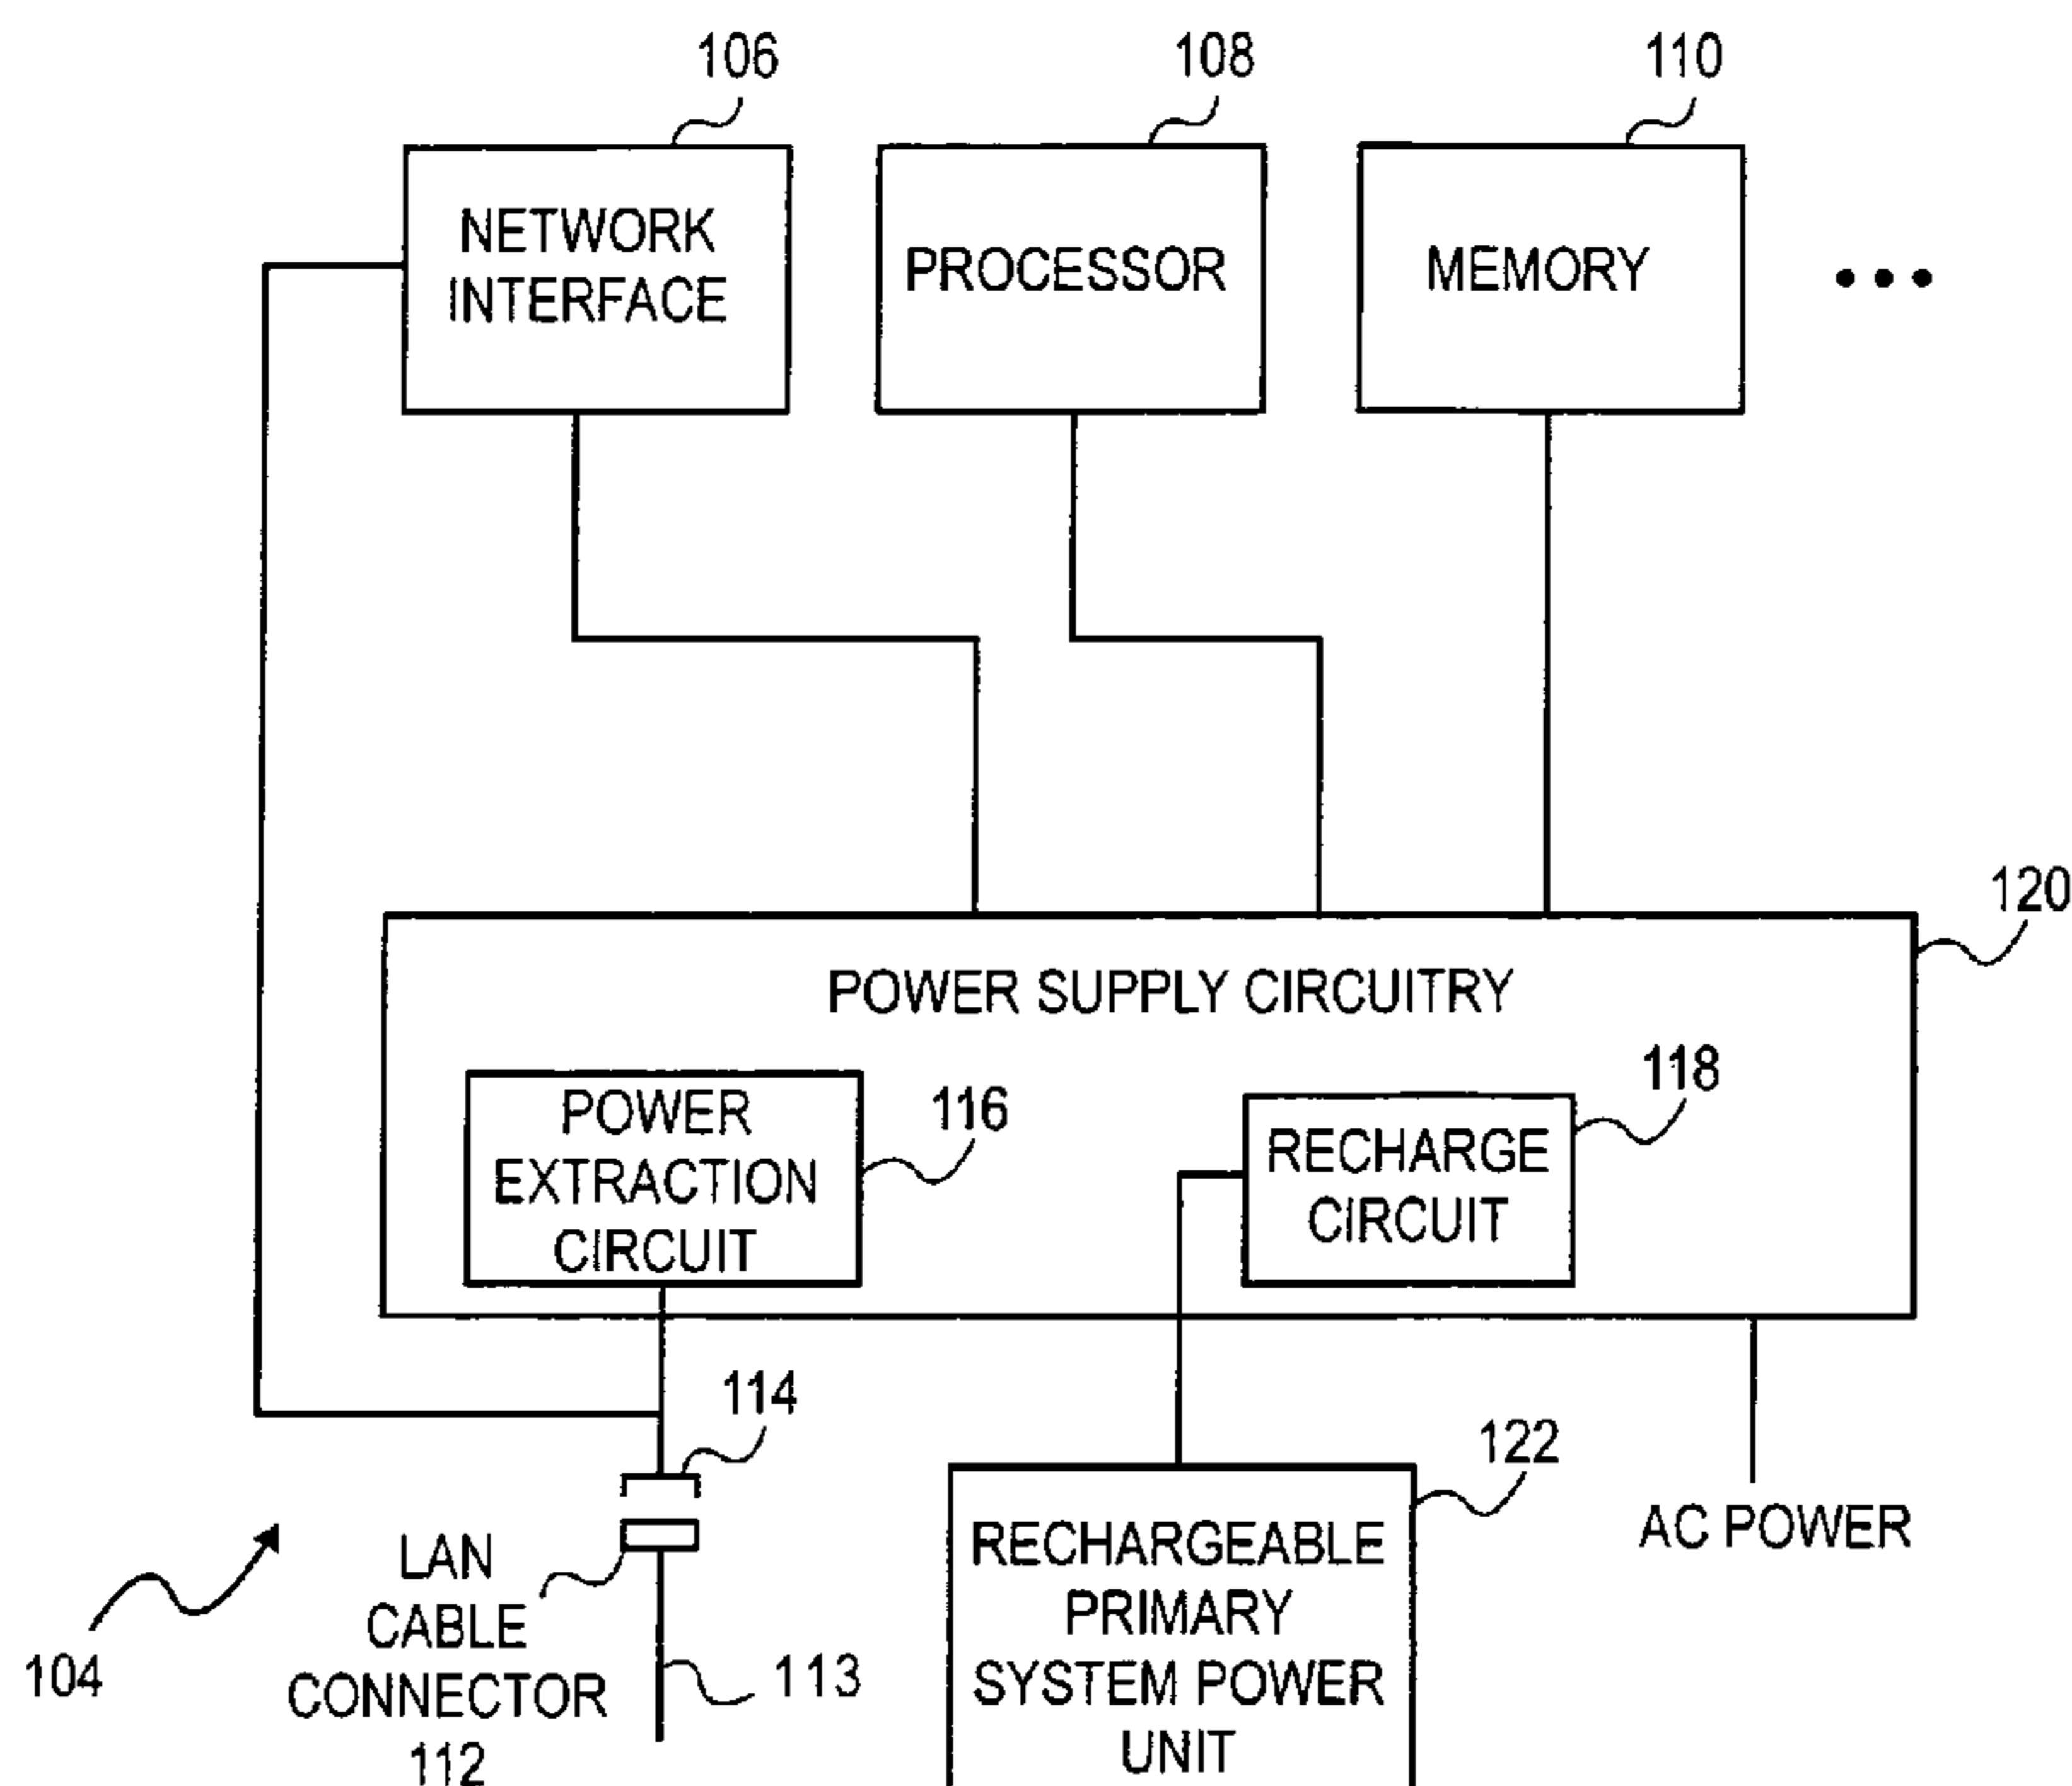 106
108
110
NETWORK
INTERFACE
PROCESSOR
MEMORY
•••
120
POWER SUPPLY CIRCUITRY
POWER
EXTRACTION
CIRCUIT
116
RECHARGE
CIRCUIT
118
114
122
AC POWER
104
LAN
CABLE
CONNECTOR
112
113
RECHARGEABLE
PRIMARY
SYSTEM POWER
UNIT